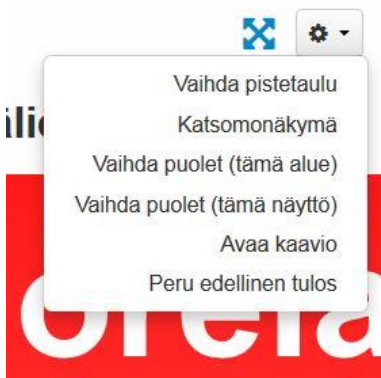 Vaihda pistetaulu
Katsomonäkymä
Vaihda puolet (tämä alue)
Vaihda puolet (tämä näyttö)
Avaa kaavio
Peru edellinen tulos